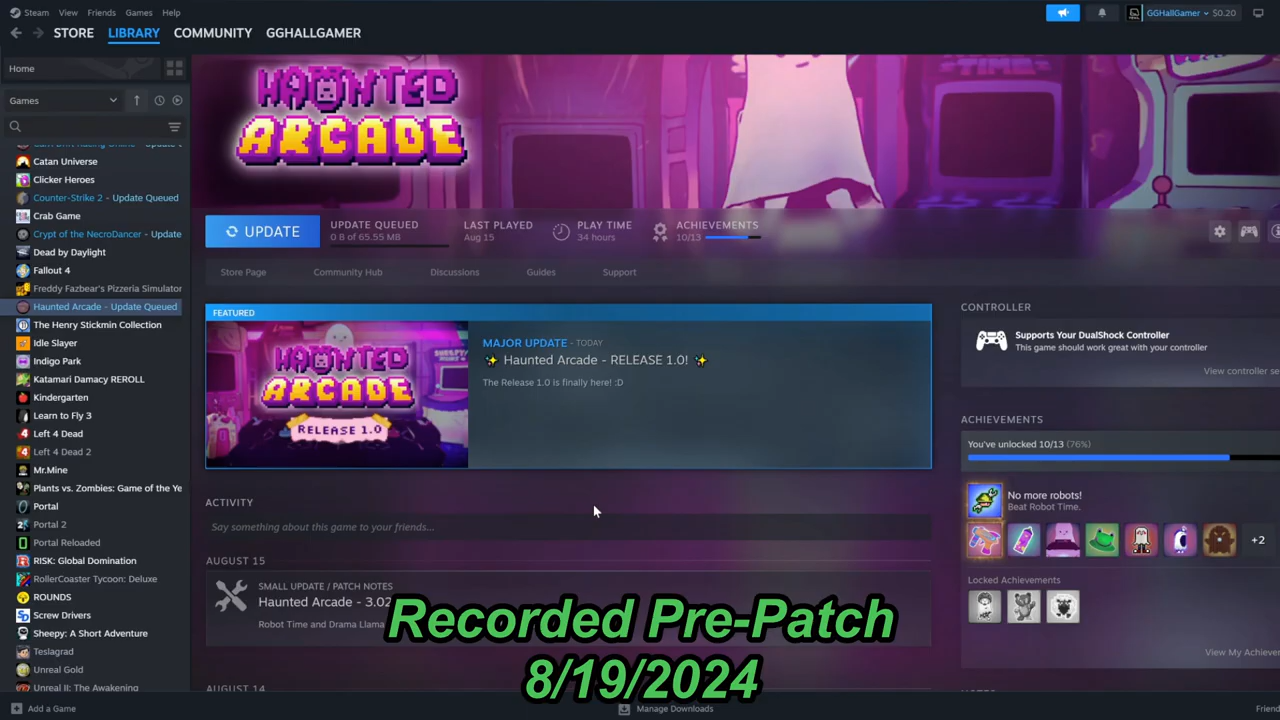 Steam View Friends Games Help
GGHallGamer $0.20
STORE LIBRARY COMMUNITY GGHALLGAMER
Home
Games
Catan Universe
Clicker Heroes
Counter-Strike 2 - Update Queued
Crab Game
Crypt of the NecroDancer - Update
Dead by Daylight
Fallout 4
Freddy Fazbear's Pizzeria Simulator
Haunted Arcade - Update Queued
The Henry Stickmin Collection
Idle Slayer
Indigo Park
Katamari Damacy REROLL
Kindergarten
Learn to Fly 3
Left 4 Dead
Left 4 Dead 2
Mr.Mine
Plants vs. Zombies: Game of the Ye
Portal
Portal 2
Portal Reloaded
RISK: Global Domination
RollerCoaster Tycoon: Deluxe
ROUNDS
Screw Drivers
Sheepy: A Short Adventure
Teslagrad
Unreal Gold
Unreal II: The Awakening
Add a Game
HAUNTED
ARCADE
UPDATE
UPDATE QUEUED
0 B of 65.55 MB
LAST PLAYED
Aug 15
PLAY TIME
34 hours
ACHIEVEMENTS
10/13
Store Page Community Hub Discussions Guides Support
FEATURED
HAUNTED
ARCADE
RELEASE 1.0
MAJOR UPDATE - TODAY
✨ Haunted Arcade - RELEASE 1.0! ✨
The Release 1.0 is finally here! :D
ACTIVITY
Say something about this game to your friends...
AUGUST 15
SMALL UPDATE / PATCH NOTES
Haunted Arcade - 3.02
Robot Time and Drama Llama
AUGUST 14
CONTROLLER
Supports Your DualShock Controller
This game should work great with your controller
View controller se
ACHIEVEMENTS
You've unlocked 10/13 (76%)
No more robots!
Beat Robot Time.
+2
Locked Achievements
View My Achieve
Recorded Pre-Patch
8/19/2024
Manage Downloads
Friend